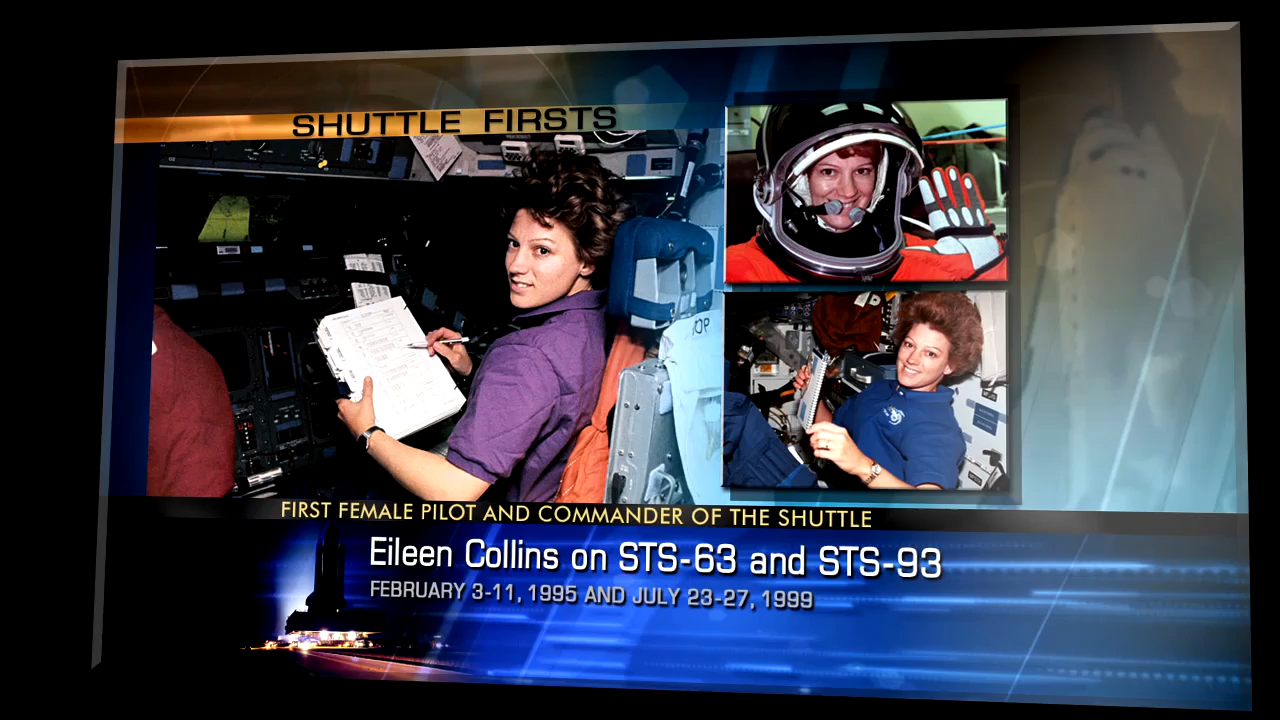 SHUTTLE FIRSTS
TOP
FIRST FEMALE PILOT AND COMMANDER OF THE SHUTTLE
Eileen Collins on STS-63 and STS-93
FEBRUARY 3-11, 1995 AND JULY 23-27, 1999